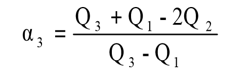 α₃ = (Q₃ + Q₁ - 2Q₂) / (Q₃ - Q₁)